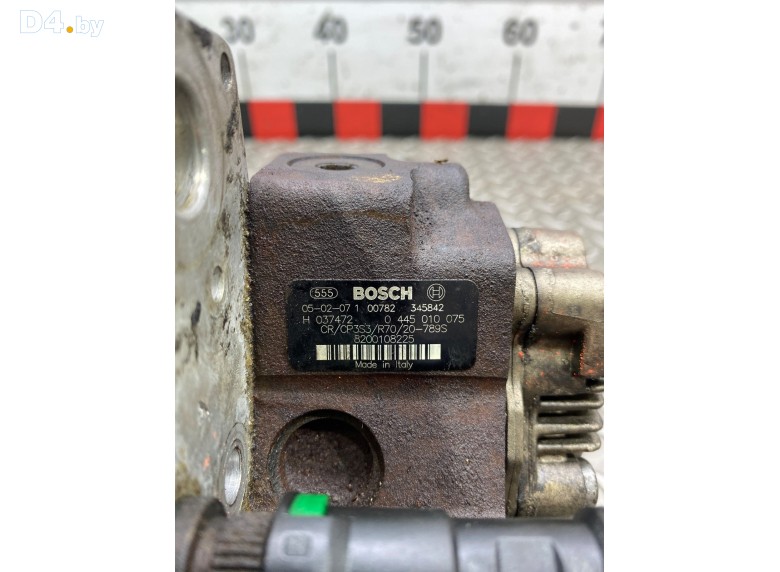 D4.by
30 40 50 60
555 BOSCH
05-02-07 1 00782 345842
H 037472 0 445 010 075
CR/CP3S3/R70/20-789S
8200108225
Made in Italy